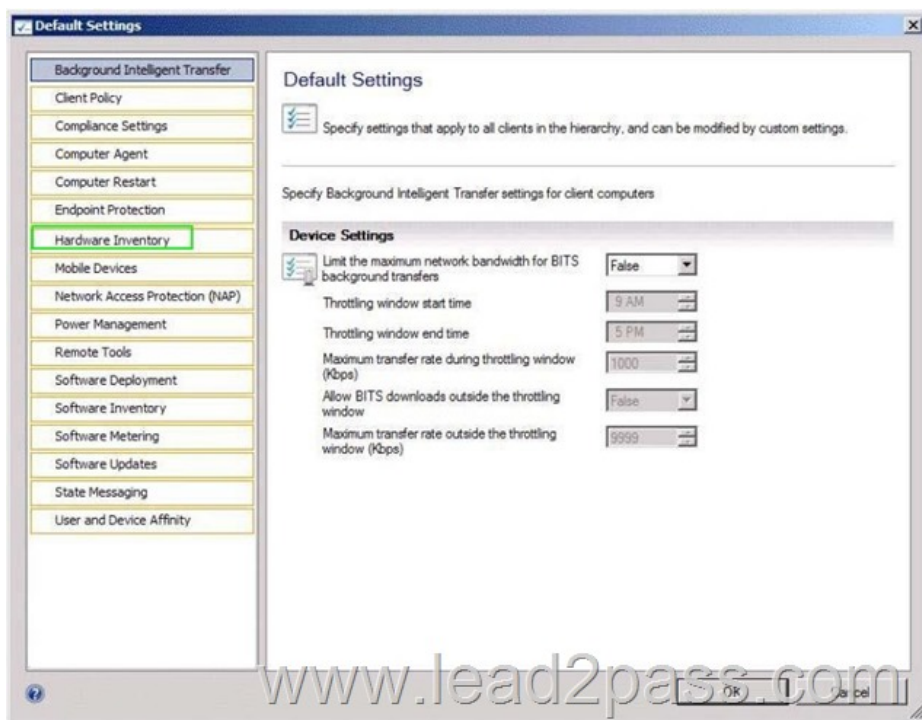 Default Settings
Background Intelligent Transfer
Client Policy
Compliance Settings
Computer Agent
Computer Restart
Endpoint Protection
Hardware Inventory
Mobile Devices
Network Access Protection (NAP)
Power Management
Remote Tools
Software Deployment
Software Inventory
Software Metering
Software Updates
State Messaging
User and Device Affinity
Default Settings
Specify settings that apply to all clients in the hierarchy, and can be modified by custom settings.
Specify Background Intelligent Transfer settings for client computers
Device Settings
Limit the maximum network bandwidth for BITS
background transfers
False
Throttling window start time
9 AM
Throttling window end time
5 PM
Maximum transfer rate during throttling window
(Kbps)
1000
Allow BITS downloads outside the throttling
window
False
Maximum transfer rate outside the throttling
window (Kbps)
9999
OK
Cancel
www.lead2pass.com